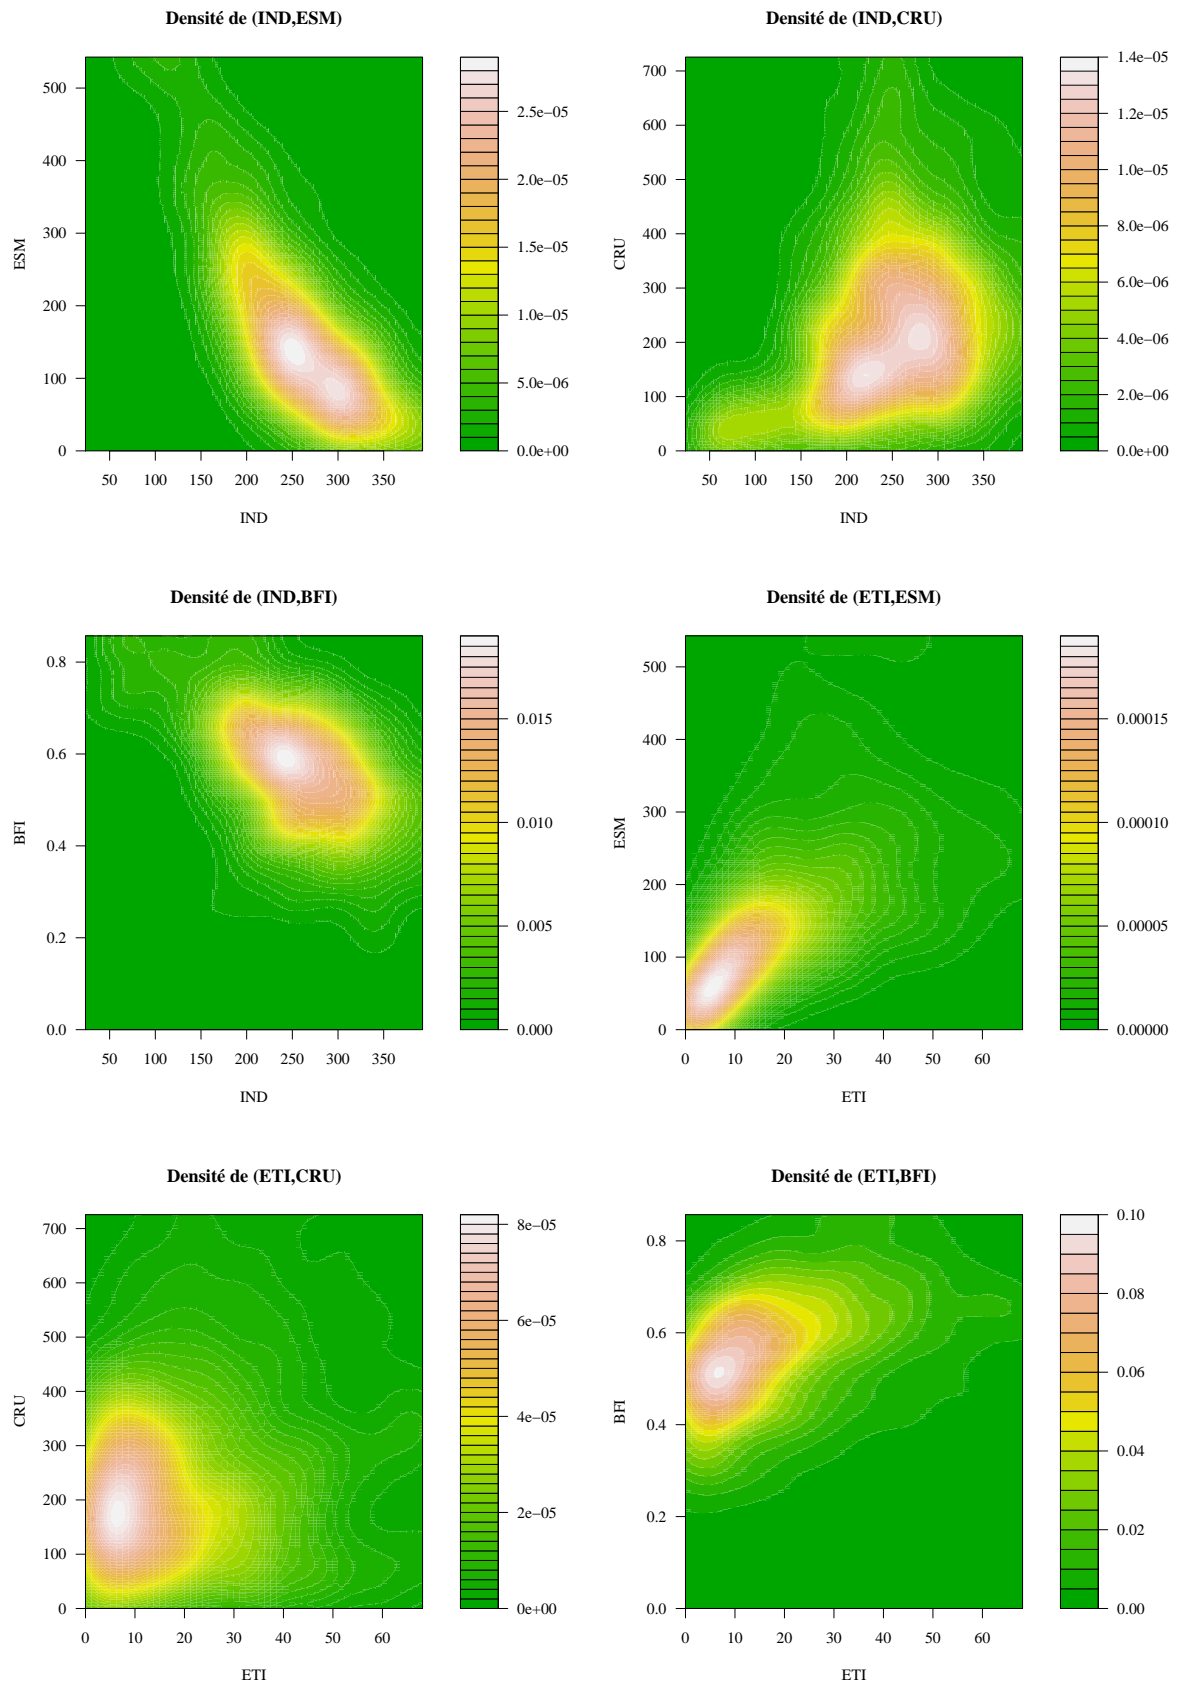 Densité de (IND,ESM)
500
400
300
200
100
0
ESM
50 100 150 200 250 300 350
IND
2.5e−05
2.0e−05
1.5e−05
1.0e−05
5.0e−06
0.0e+00
Densité de (IND,CRU)
700
600
500
400
300
200
100
0
CRU
50 100 150 200 250 300 350
IND
1.4e−05
1.2e−05
1.0e−05
8.0e−06
6.0e−06
4.0e−06
2.0e−06
0.0e+00
Densité de (IND,BFI)
0.8
0.6
0.4
0.2
0.0
BFI
50 100 150 200 250 300 350
IND
0.015
0.010
0.005
0.000
Densité de (ETI,ESM)
500
400
300
200
100
0
ESM
0 10 20 30 40 50 60
ETI
0.00015
0.00010
0.00005
0.00000
Densité de (ETI,CRU)
700
600
500
400
300
200
100
0
CRU
0 10 20 30 40 50 60
ETI
8e−05
6e−05
4e−05
2e−05
0e+00
Densité de (ETI,BFI)
0.8
0.6
0.4
0.2
0.0
BFI
0 10 20 30 40 50 60
ETI
0.10
0.08
0.06
0.04
0.02
0.00